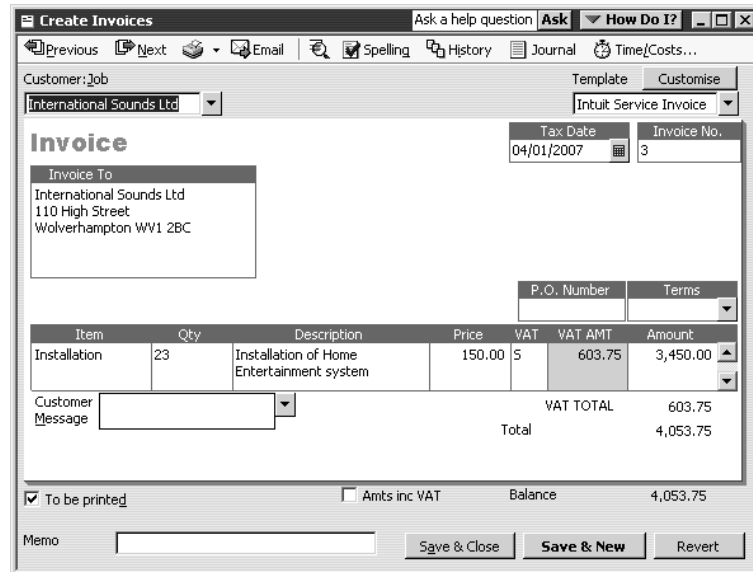 Create Invoices Ask a help question Ask How Do I?
Previous Next Email Spelling History Journal Time/Costs...
Customer:Job Template Customise
International Sounds Ltd Intuit Service Invoice
Invoice
Tax Date Invoice No.
04/01/2007 3
Invoice To
International Sounds Ltd
110 High Street
Wolverhampton WV1 2BC
P.O. Number Terms
Item Qty Description Price VAT VAT AMT Amount
Installation 23 Installation of Home 150.00 S 603.75 3,450.00
Entertainment system
Customer VAT TOTAL 603.75
Message
Total 4,053.75
To be printed Amts inc VAT Balance 4,053.75
Memo Save & Close Save & New Revert